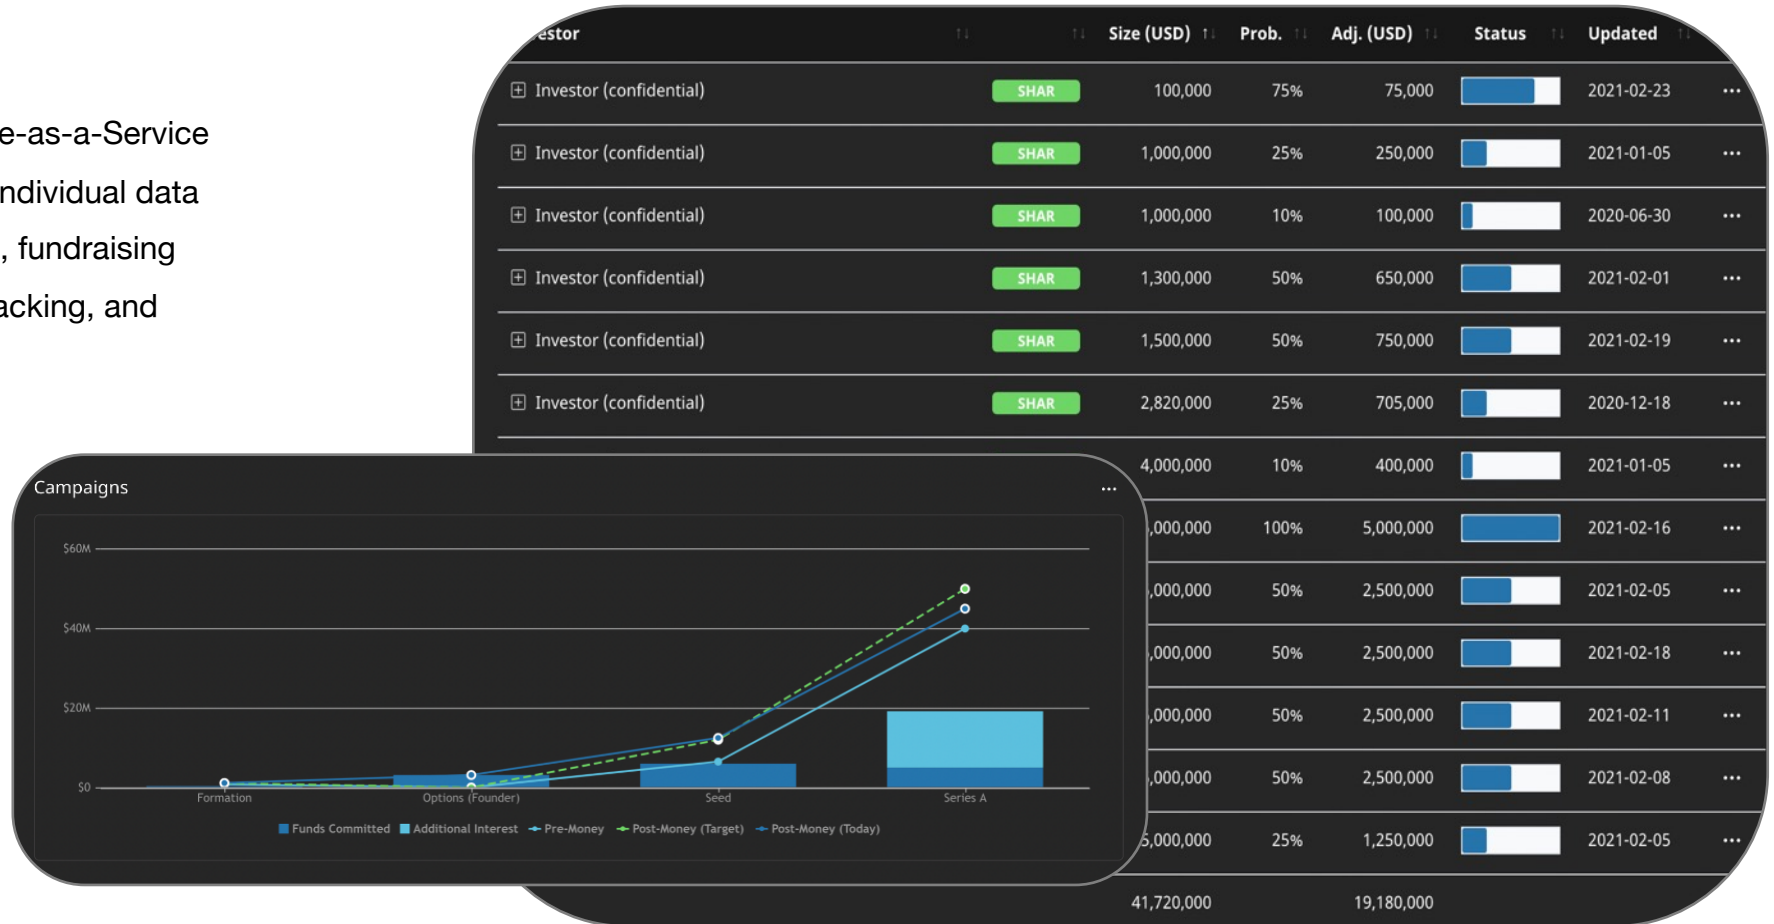 e-as-a-Service
ndividual data
, fundraising
acking, and
estor Size (USD) Prob. Adj. (USD) Status Updated
Investor (confidential) SHAR 100,000 75% 75,000 2021-02-23 ...
Investor (confidential) SHAR 1,000,000 25% 250,000 2021-01-05 ...
Investor (confidential) SHAR 1,000,000 10% 100,000 2020-06-30 ...
Investor (confidential) SHAR 1,300,000 50% 650,000 2021-02-01 ...
Investor (confidential) SHAR 1,500,000 50% 750,000 2021-02-19 ...
Investor (confidential) SHAR 2,820,000 25% 705,000 2020-12-18 ...
4,000,000 10% 400,000 2021-01-05 ...
,000,000 100% 5,000,000 2021-02-16 ...
,000,000 50% 2,500,000 2021-02-05 ...
,000,000 50% 2,500,000 2021-02-18 ...
,000,000 50% 2,500,000 2021-02-11 ...
,000,000 50% 2,500,000 2021-02-08 ...
5,000,000 25% 1,250,000 2021-02-05 ...
41,720,000 19,180,000
Campaigns ...
$60M
$40M
$20M
$0
Formation Options (Founder) Seed Series A
Funds Committed Additional Interest Pre-Money Post-Money (Target) Post-Money (Today)